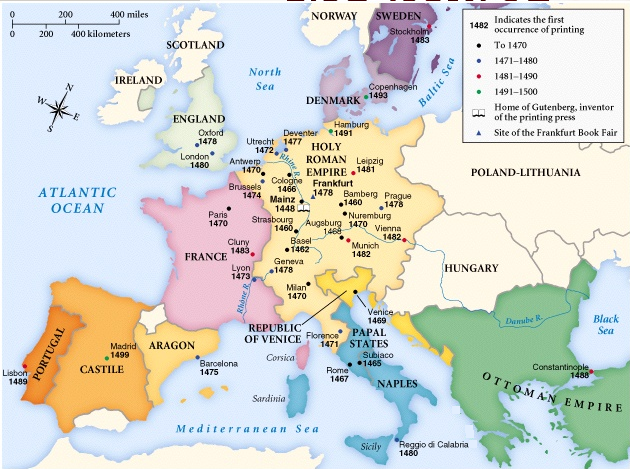 0 200 400 miles
0 200 400 kilometers
1482 Indicates the first
occurrence of printing
To 1470
1471–1480
1481–1490
1491–1500
Home of Gutenberg, inventor
of the printing press
Site of the Frankfurt Book Fair
NORWAY
SWEDEN
Stockholm
1483
SCOTLAND
IRELAND
North
Sea
Baltic Sea
N
W
E
S
DENMARK
Copenhagen
1493
ENGLAND
Oxford
1478
London
1480
Hamburg
1491
Deventer
1477
Utrecht
1472
HOLY
ROMAN
EMPIRE
Rhine R.
Antwerp
1470
Cologne
1466
Leipzig
1481
Brussels
1474
Frankfurt
1478
Mainz
1448
Bamberg
1460
Prague
1478
POLAND-LITHUANIA
ATLANTIC
OCEAN
Paris
1470
Nuremburg
1470
Strasbourg
1460
Augsburg
1468
Vienna
1482
Cluny
1483
Basel
1462
Munich
1482
FRANCE
Geneva
1478
Lyon
1473
HUNGARY
Rhône R.
Milan
1470
Venice
1469
REPUBLIC
OF VENICE
Danube R.
Black
Sea
PORTUGAL
Madrid
1499
ARAGON
CASTILE
Barcelona
1475
Lisbon
1489
Florence
1471
PAPAL
STATES
Corsica
Subiaco
1465
Rome
1467
Constantinople
1488
OTTOMAN EMPIRE
NAPLES
Sardinia
Mediterranean Sea
Sicily
Reggio di Calabria
1480